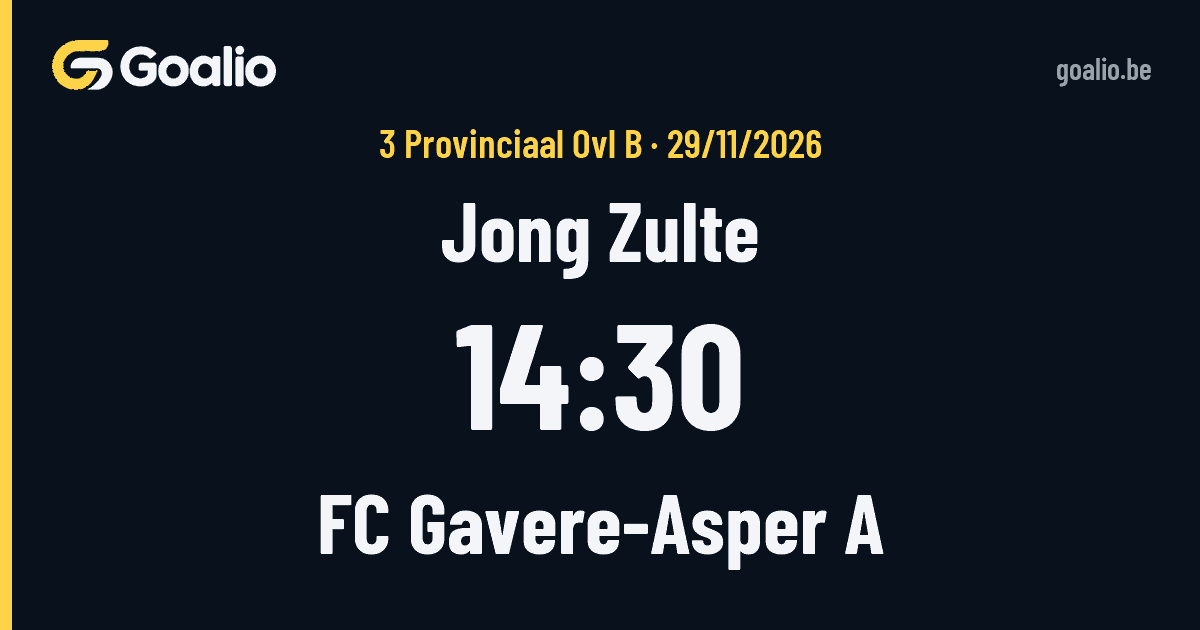 Goalio
goalio.be
3 Provinciaal Ovl B · 29/11/2026
Jong Zulte
14:30
FC Gavere-Asper A